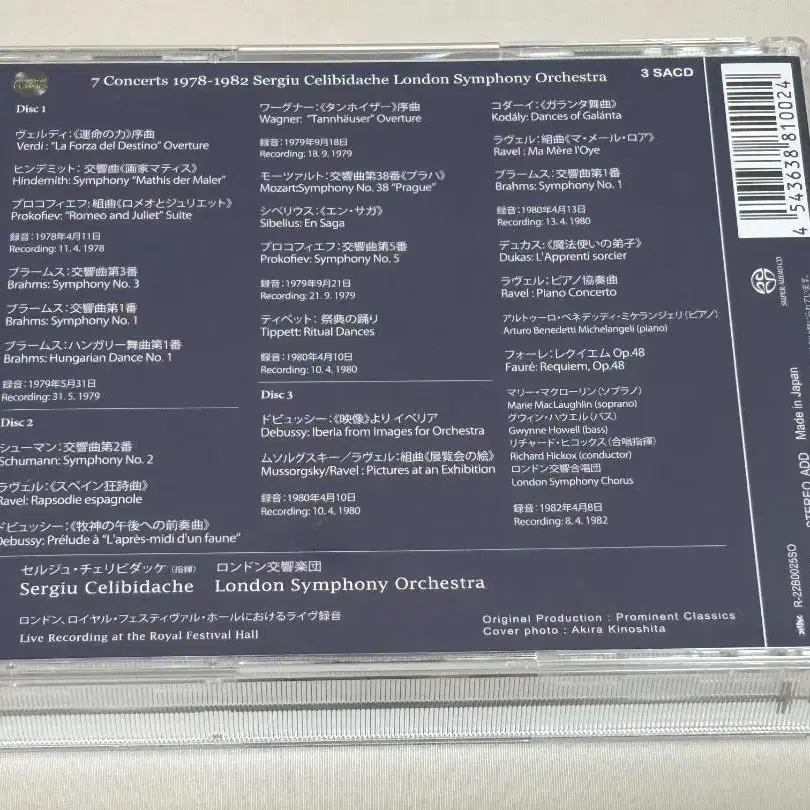 7 Concerts 1978-1982 Sergiu Celibidache London Symphony Orchestra
3 SACD
Disc 1
ヴェルディ:《運命の力》序曲
Verdi : "La Forza del Destino" Overture
ヒンデミット: 交響曲《画家マティス》
Hindemith: Symphony "Mathis der Maler"
プロコフィエフ: 組曲《ロメオとジュリエット》
Prokofiev: "Romeo and Juliet" Suite
録音:1978年4月11日
Recording: 11. 4. 1978
ブラームス: 交響曲第3番
Brahms: Symphony No. 3
ブラームス: 交響曲第1番
Brahms: Symphony No. 1
ブラームス: ハンガリー舞曲第1番
Brahms: Hungarian Dance No. 1
録音:1979年5月31日
Recording: 31. 5. 1979
Disc 2
シューマン: 交響曲第2番
Schumann: Symphony No. 2
ラヴェル:《スペイン狂詩曲》
Ravel: Rapsodie espagnole
ドビュッシー:《牧神の午後への前奏曲》
Debussy: Prélude à "L'après-midi d'un faune"
ワーグナー:《タンホイザー》序曲
Wagner: "Tannhäuser" Overture
録音:1979年9月18日
Recording: 18. 9. 1979
モーツァルト: 交響曲第38番《プラハ》
Mozart:Symphony No. 38 "Prague"
シベリウス:《エン・サガ》
Sibelius: En Saga
プロコフィエフ: 交響曲第5番
Prokofiev: Symphony No. 5
録音:1979年9月21日
Recording: 21. 9. 1979
ティペット: 祭典の踊り
Tippett: Ritual Dances
録音:1980年4月10日
Recording: 10. 4. 1980
Disc 3
ドビュッシー:《映像》より イベリア
Debussy: Iberia from Images for Orchestra
ムソルグスキー/ラヴェル: 組曲《展覧会の絵》
Mussorgsky/Ravel : Pictures at an Exhibition
録音:1980年4月10日
Recording: 10. 4. 1980
コダーイ:《ガランタ舞曲》
Kodály: Dances of Galánta
ラヴェル: 組曲《マ・メール・ロア》
Ravel : Ma Mère l'Oye
ブラームス: 交響曲第1番
Brahms: Symphony No. 1
録音:1980年4月13日
Recording: 13. 4. 1980
デュカス:《魔法使いの弟子》
Dukas: L'Apprenti sorcier
ラヴェル: ピアノ協奏曲
Ravel : Piano Concerto
アルトゥーロ・ベネデッティ・ミケランジェリ(ピアノ)
Arturo Benedetti Michelangeli (piano)
フォーレ: レクイエム Op.48
Fauré: Requiem, Op.48
マリー・マクローリン(ソプラノ)
Marie MacLaughlin (soprano)
グウィン・ハウエル(バス)
Gwynne Howell (bass)
リチャード・ヒコックス(合唱指揮)
Richard Hickox (conductor)
ロンドン交響合唱団
London Symphony Chorus
録音:1982年4月8日
Recording: 8. 4. 1982
セルジュ・チェリビダッケ(指揮) ロンドン交響楽団
Sergiu Celibidache London Symphony Orchestra
ロンドン、ロイヤル・フェスティヴァル・ホールにおけるライヴ録音
Live Recording at the Royal Festival Hall
Original Production : Prominent Classics
Cover photo : Akira Kinoshita
4 543638 810024
SUPER AUDIO CD
Made in Japan
STEREO ADD
R-22B0025SO